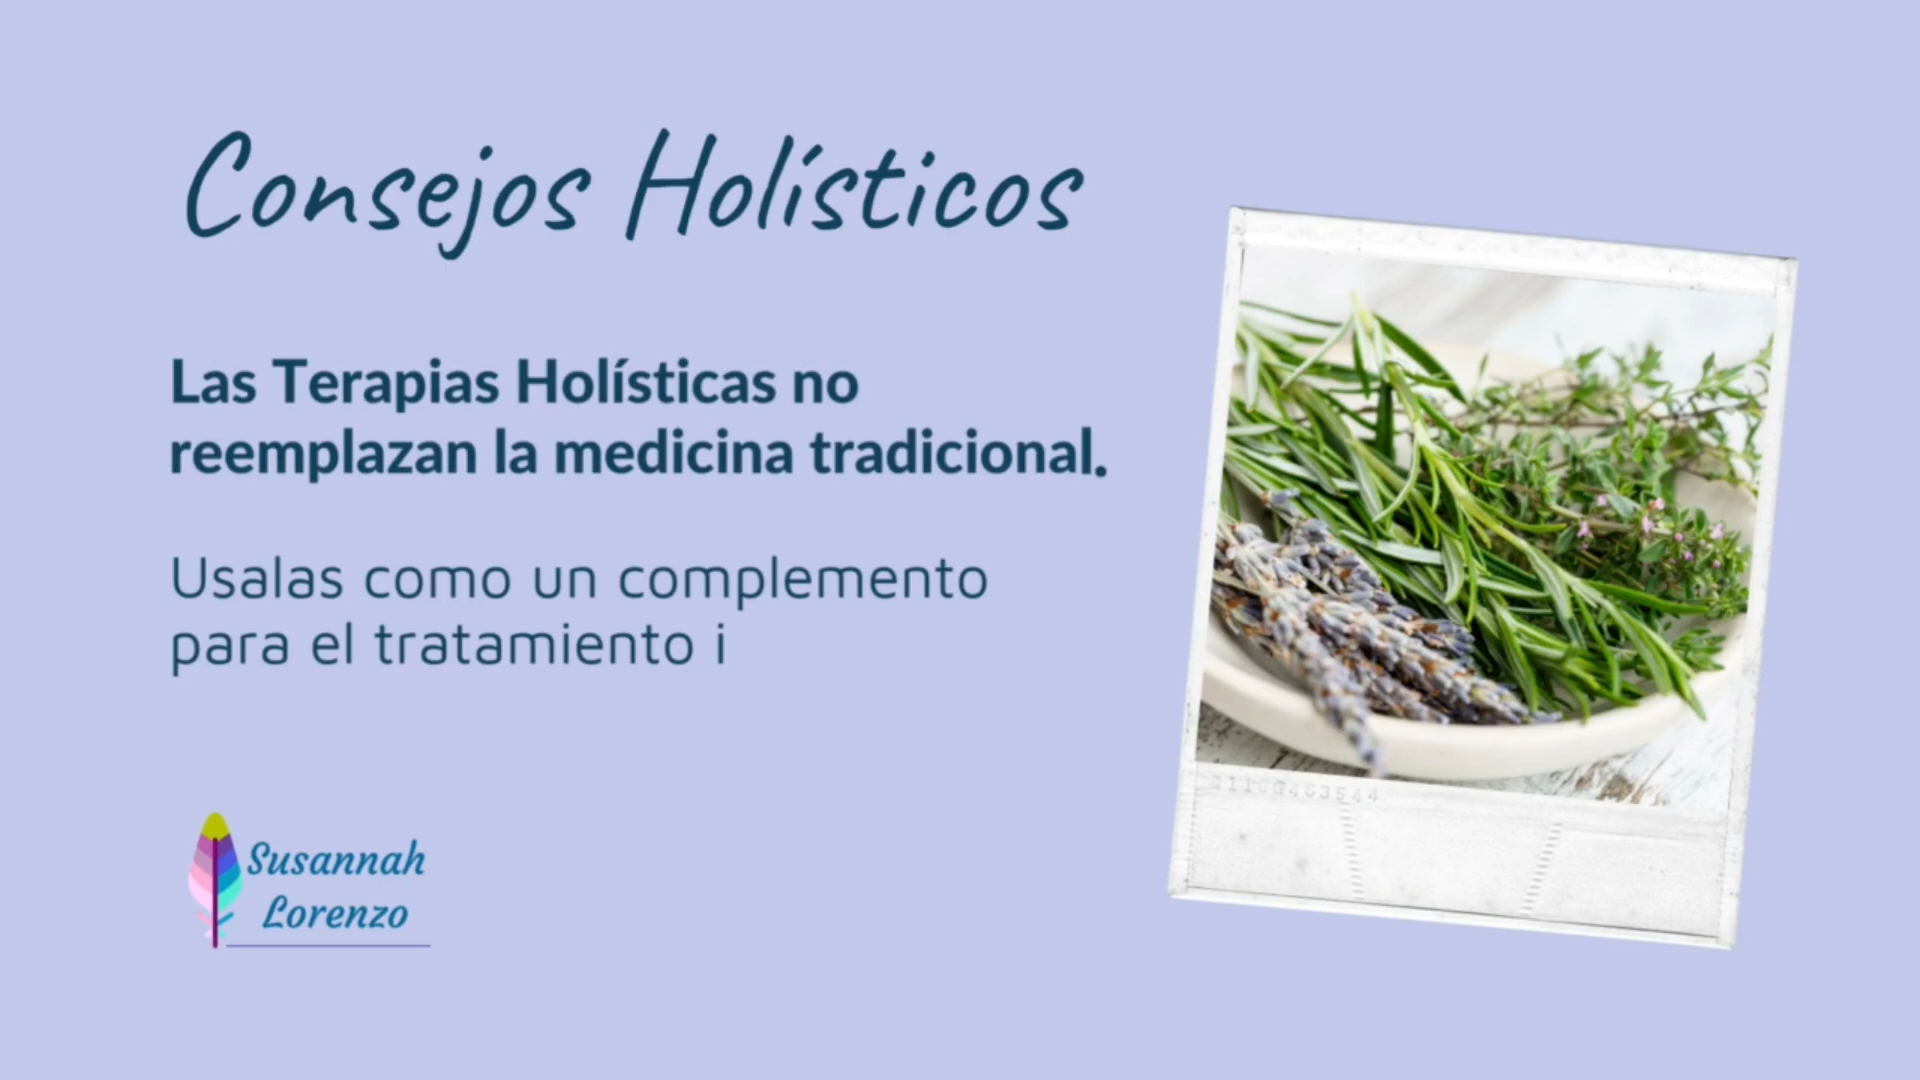 Consejos Holísticos
Las Terapias Holísticas no
reemplazan la medicina tradicional.
Usalas como un complemento
para el tratamiento i
Susannah
Lorenzo